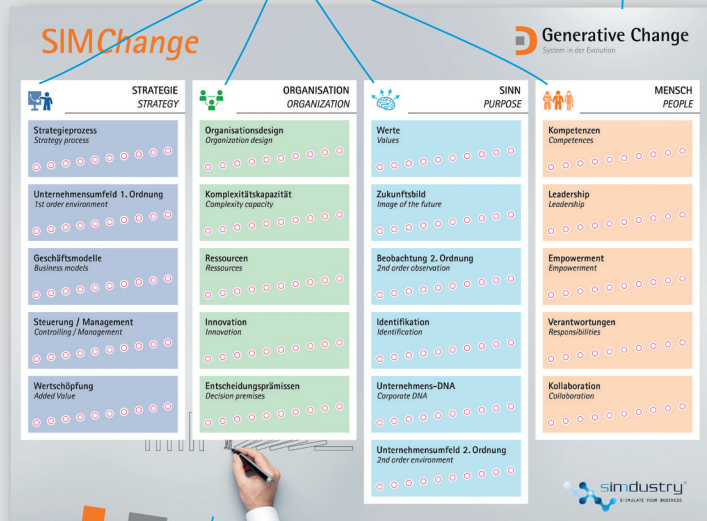 SIMChange
Generative Change
System in der Evolution
STRATEGIE
STRATEGY
Strategieprozess
Strategy process
Unternehmensumfeld 1. Ordnung
1st order environment
Geschäftsmodelle
Business models
Steuerung / Management
Controlling / Management
Wertschöpfung
Added Value
ORGANISATION
ORGANIZATION
Organisationsdesign
Organization design
Komplexitätskapazität
Complexity capacity
Ressourcen
Ressources
Innovation
Innovation
Entscheidungsprämissen
Decision premises
SINN
PURPOSE
Werte
Values
Zukunftsbild
Image of the future
Beobachtung 2. Ordnung
2nd order observation
Identifikation
Identification
Unternehmens-DNA
Corporate DNA
Unternehmensumfeld 2. Ordnung
2nd order environment
MENSCH
PEOPLE
Kompetenzen
Competences
Leadership
Leadership
Empowerment
Empowerment
Verantwortungen
Responsibilities
Kollaboration
Collaboration
simdustry
SIMULATE YOUR BUSINESS